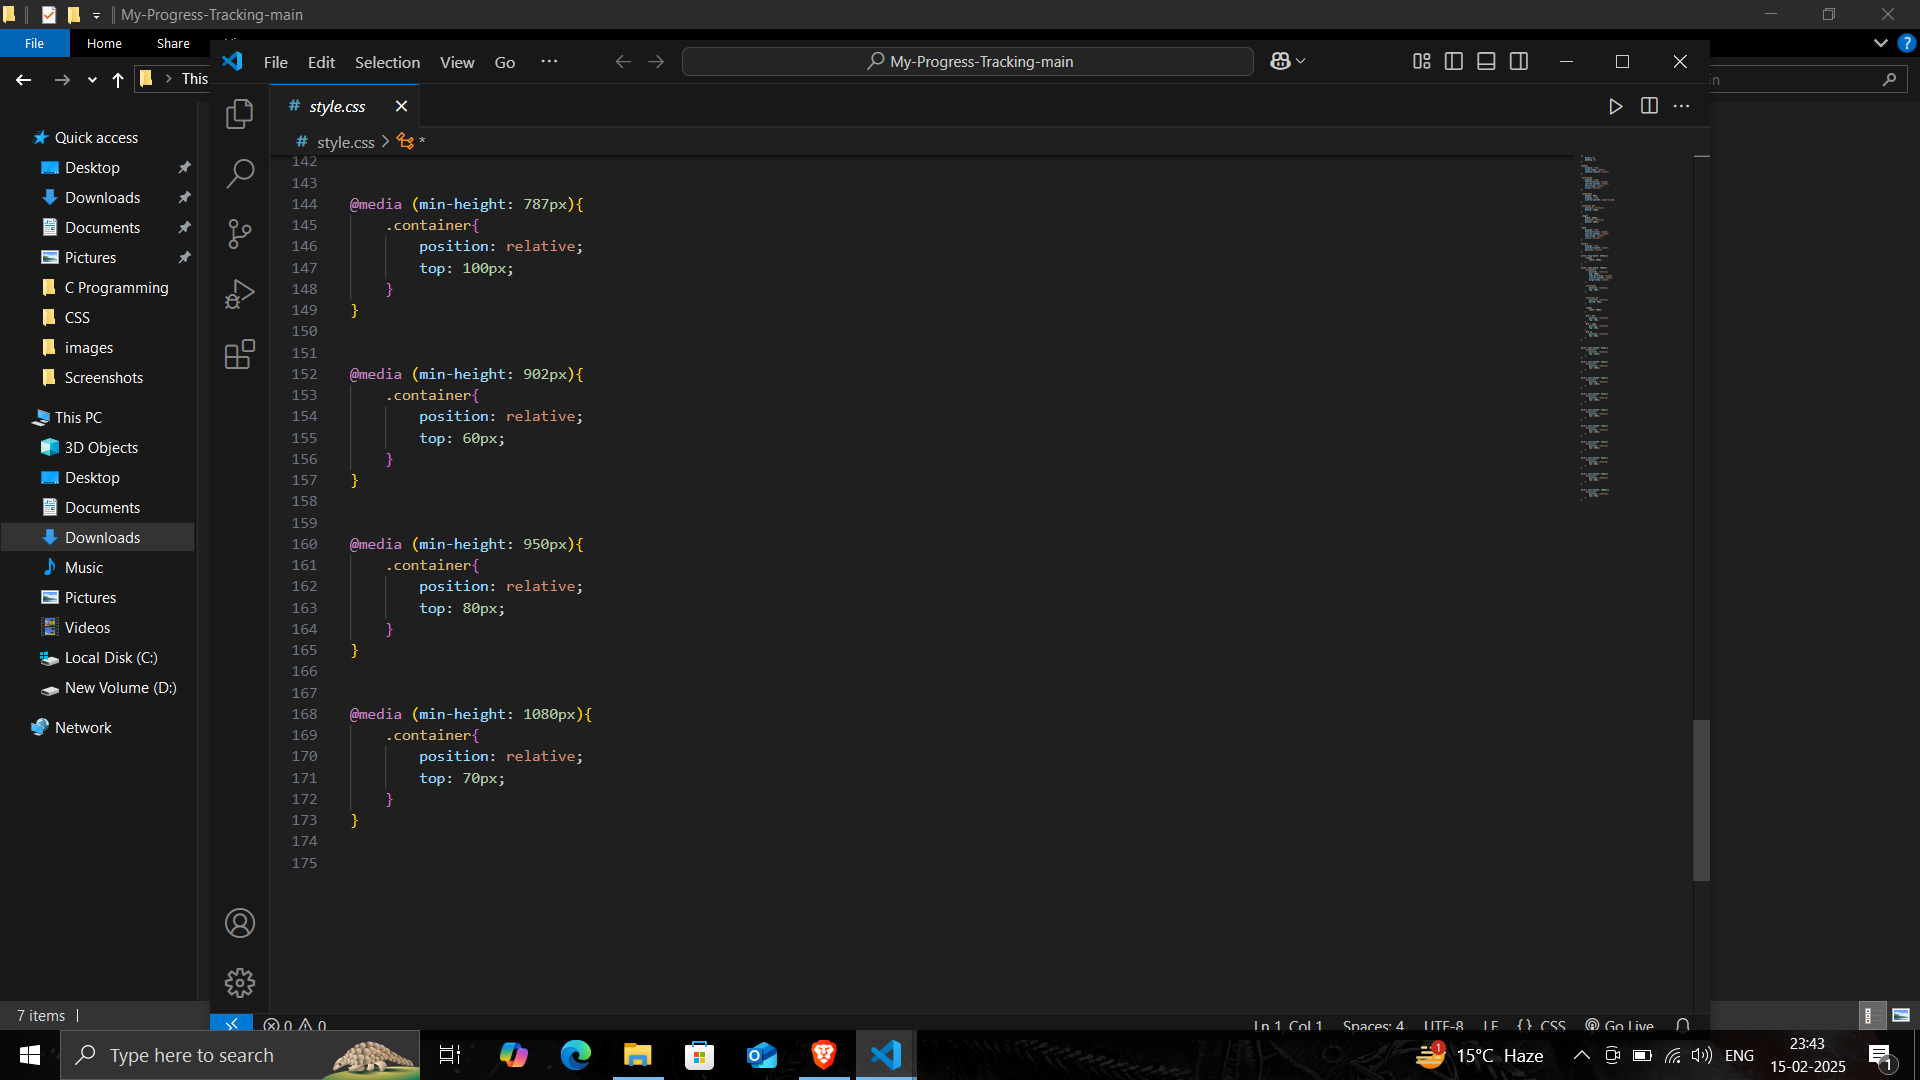 My-Progress-Tracking-main
File Home Share
This
Quick access
Desktop
Downloads
Documents
Pictures
C Programming
CSS
images
Screenshots
This PC
3D Objects
Desktop
Documents
Downloads
Music
Pictures
Videos
Local Disk (C:)
New Volume (D:)
Network
7 items
File Edit Selection View Go ···
My-Progress-Tracking-main
# style.css
# style.css > *
142
143
144 @media (min-height: 787px){
145 .container{
146 position: relative;
147 top: 100px;
148 }
149 }
150
151
152 @media (min-height: 902px){
153 .container{
154 position: relative;
155 top: 60px;
156 }
157 }
158
159
160 @media (min-height: 950px){
161 .container{
162 position: relative;
163 top: 80px;
164 }
165 }
166
167
168 @media (min-height: 1080px){
169 .container{
170 position: relative;
171 top: 70px;
172 }
173 }
174
175
0 0
Ln 1, Col 1 Spaces: 4 UTF-8 LF {} CSS Go Live
Type here to search
1 15°C Haze
ENG
23:43
15-02-2025
1